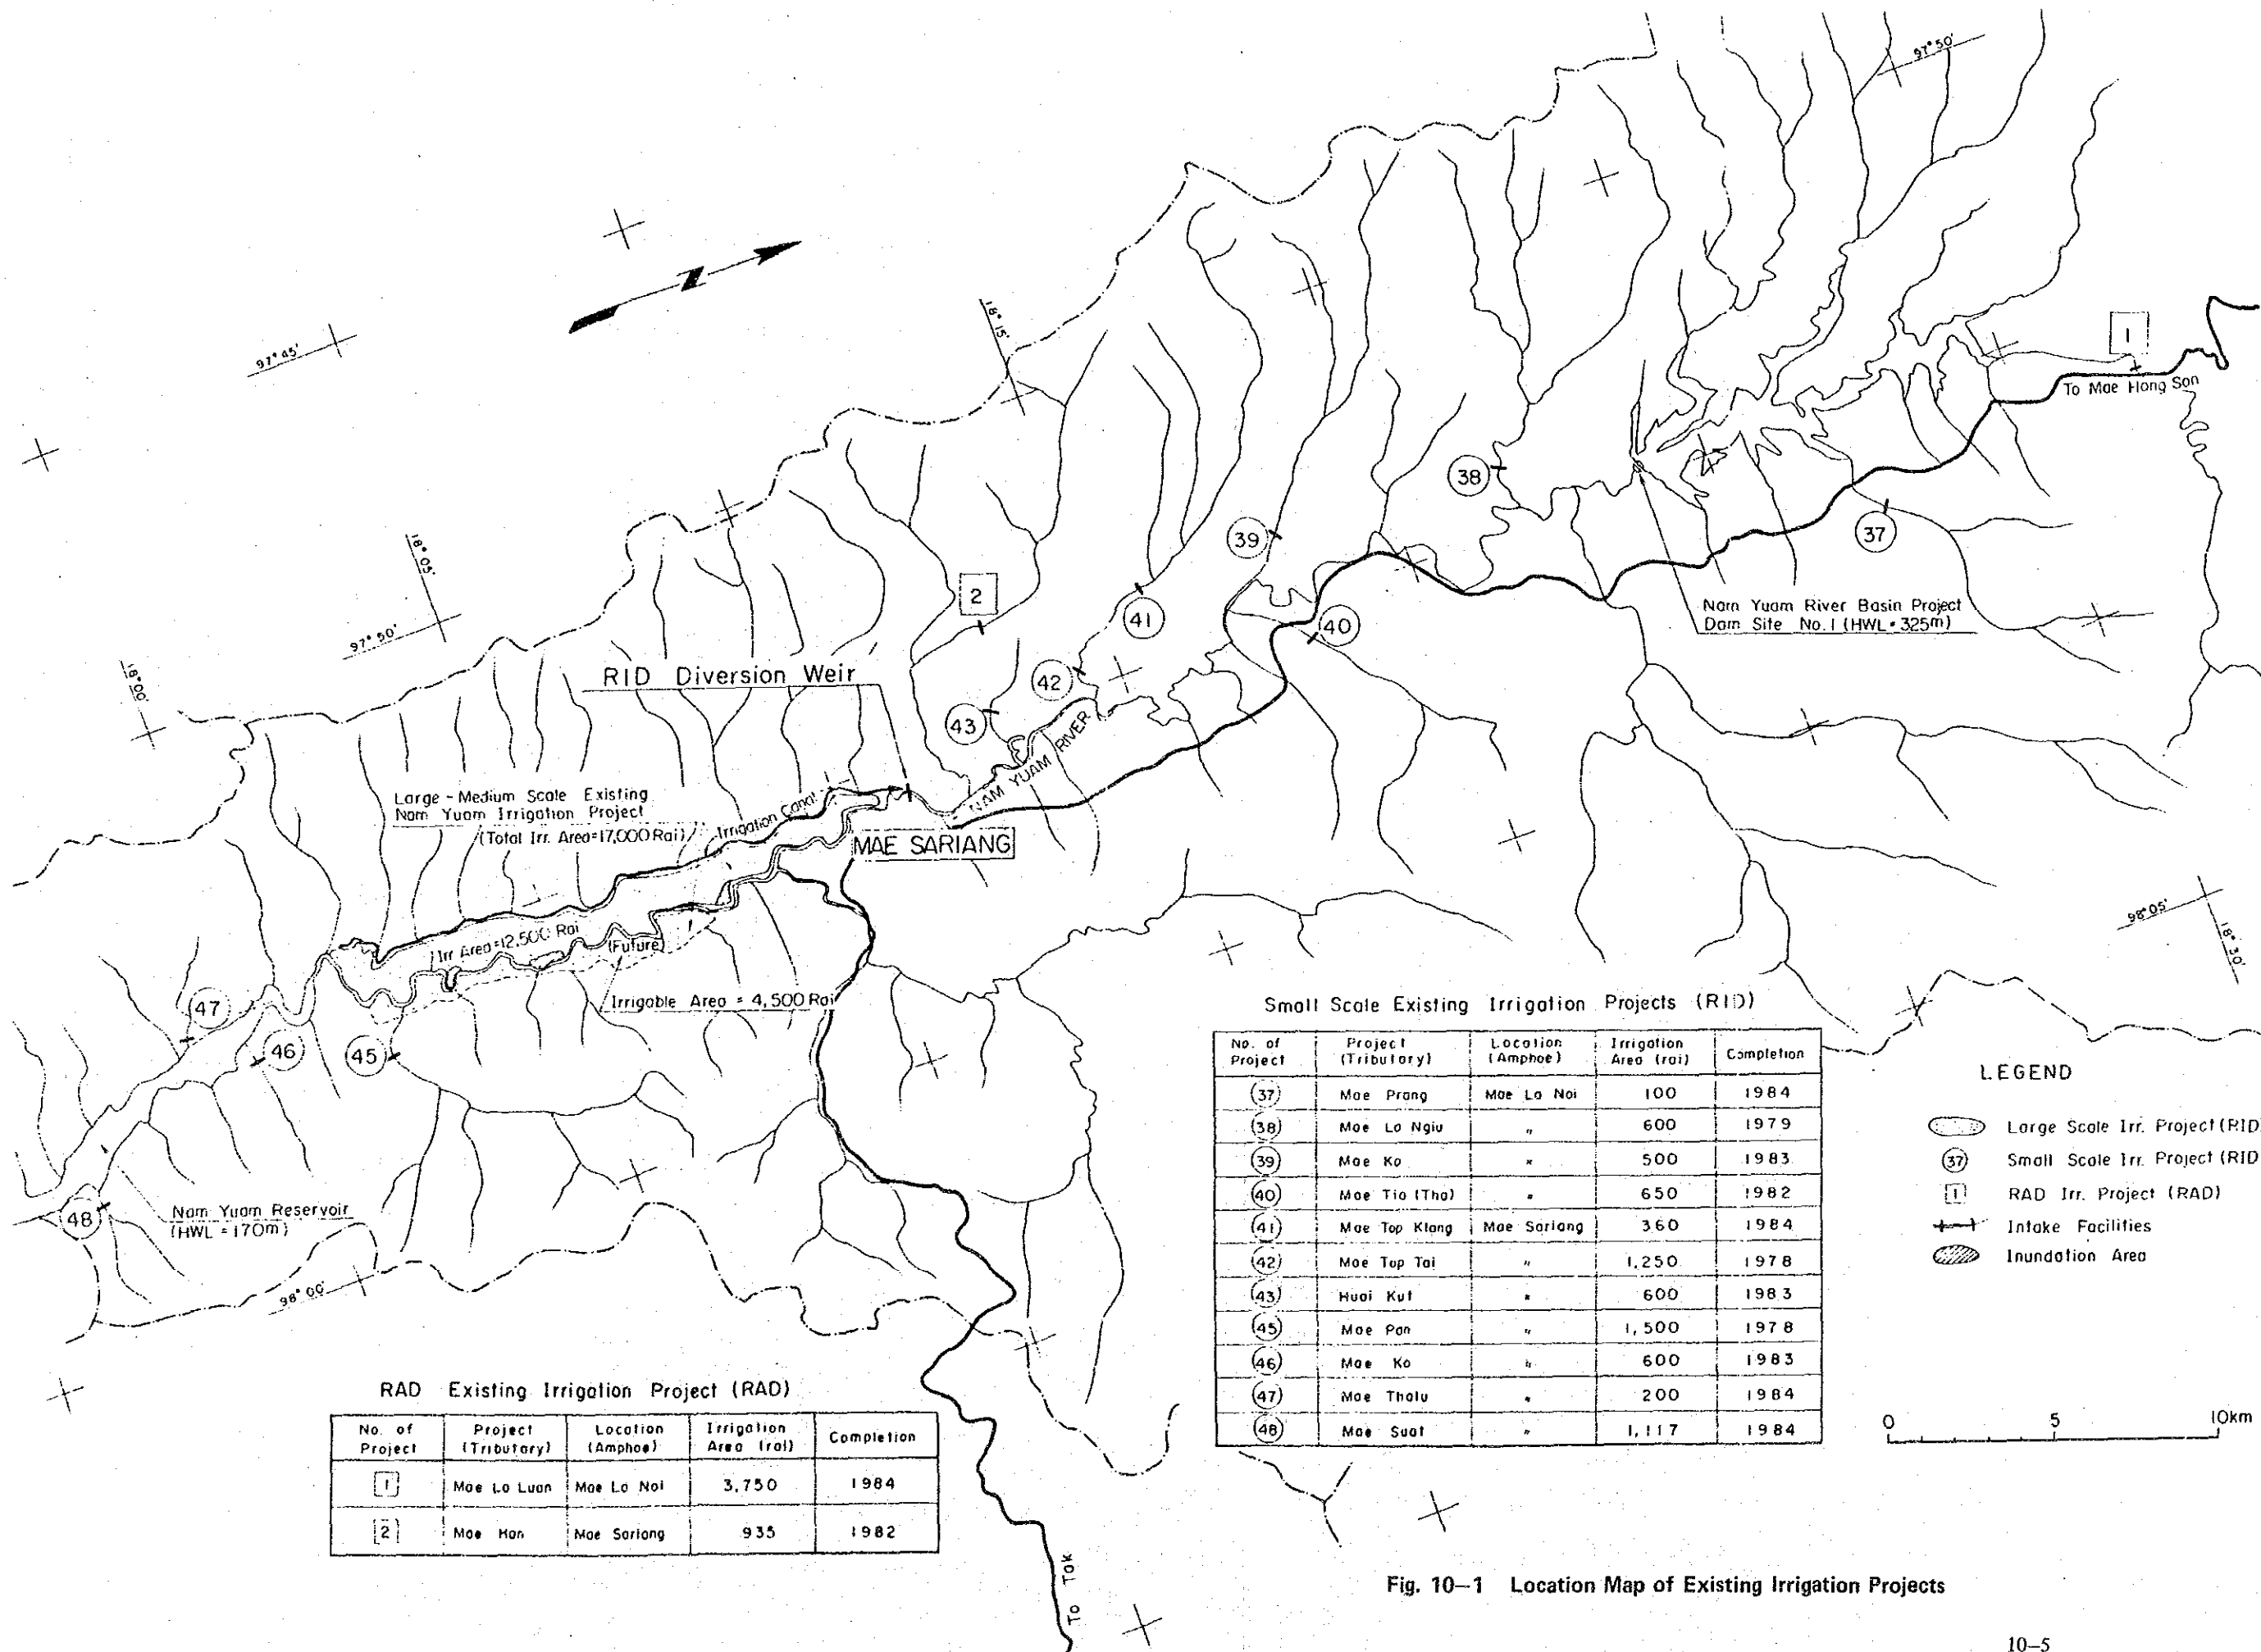 97°50'
97°45'
18°15'
1
To Mae Hong Son
38
37
39
18°05'
2
41
40
Nam Yuam River Basin Project
Dam Site No.1 (HWL=325m)
97°50'
18°00'
RID Diversion Weir
42
43
NAM YUAM RIVER
Large-Medium Scale Existing
Nam Yuam Irrigation Project
(Total Irr. Area=17,000 Rai)
Irrigation Canal
MAE SARIANG
98°05'
18°30'
Irr Area=12,500 Rai
(Future)
Irrigable Area = 4,500 Rai
47
46
45
48
Nam Yuam Reservoir
(HWL=170m)
98°00'
Small Scale Existing Irrigation Projects (RID)
No. of Project | Project (Tributary) | Location (Amphoe) | Irrigation Area (rai) | Completion
37 | Mae Prang | Mae La Noi | 100 | 1984
38 | Mae La Ngiu | " | 600 | 1979
39 | Mae Ko | " | 500 | 1983
40 | Mae Tia (Tha) | " | 650 | 1982
41 | Mae Top Klang | Mae Sariang | 360 | 1984
42 | Mae Top Tai | " | 1,250 | 1978
43 | Huai Kut | " | 600 | 1983
45 | Mae Pan | " | 1,500 | 1978
46 | Mae Ko | " | 600 | 1983
47 | Mae Thalu | " | 200 | 1984
48 | Mae Suat | " | 1,117 | 1984
LEGEND
Large Scale Irr. Project (RID
37 Small Scale Irr. Project (RID
1 RAD Irr. Project (RAD)
Intake Facilities
Inundation Area
0 5 10km
RAD Existing Irrigation Project (RAD)
No. of Project | Project (Tributary) | Location (Amphoe) | Irrigation Area (rai) | Completion
1 | Mae La Luan | Mae La Noi | 3,750 | 1984
2 | Mae Han | Mae Sariang | 935 | 1982
To Tak
Fig. 10-1 Location Map of Existing Irrigation Projects
10-5